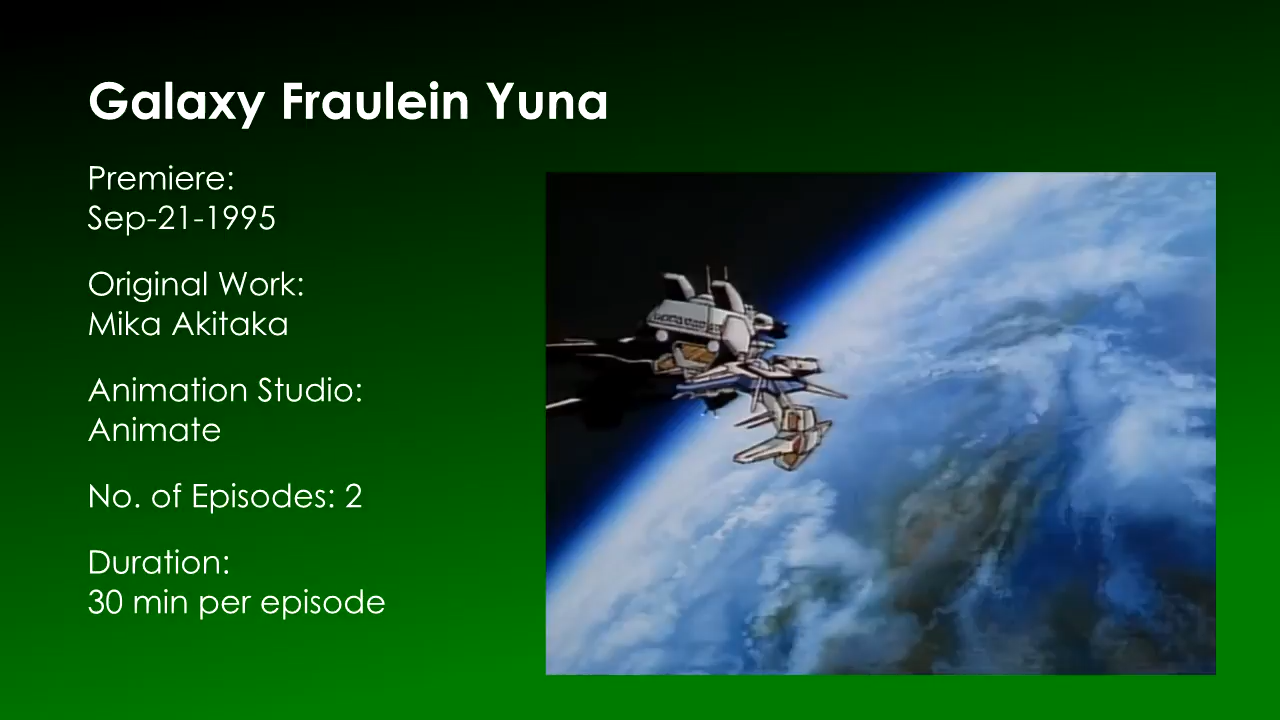 Galaxy Fraulein Yuna
Premiere:
Sep-21-1995
Original Work:
Mika Akitaka
Animation Studio:
Animate
No. of Episodes: 2
Duration:
30 min per episode